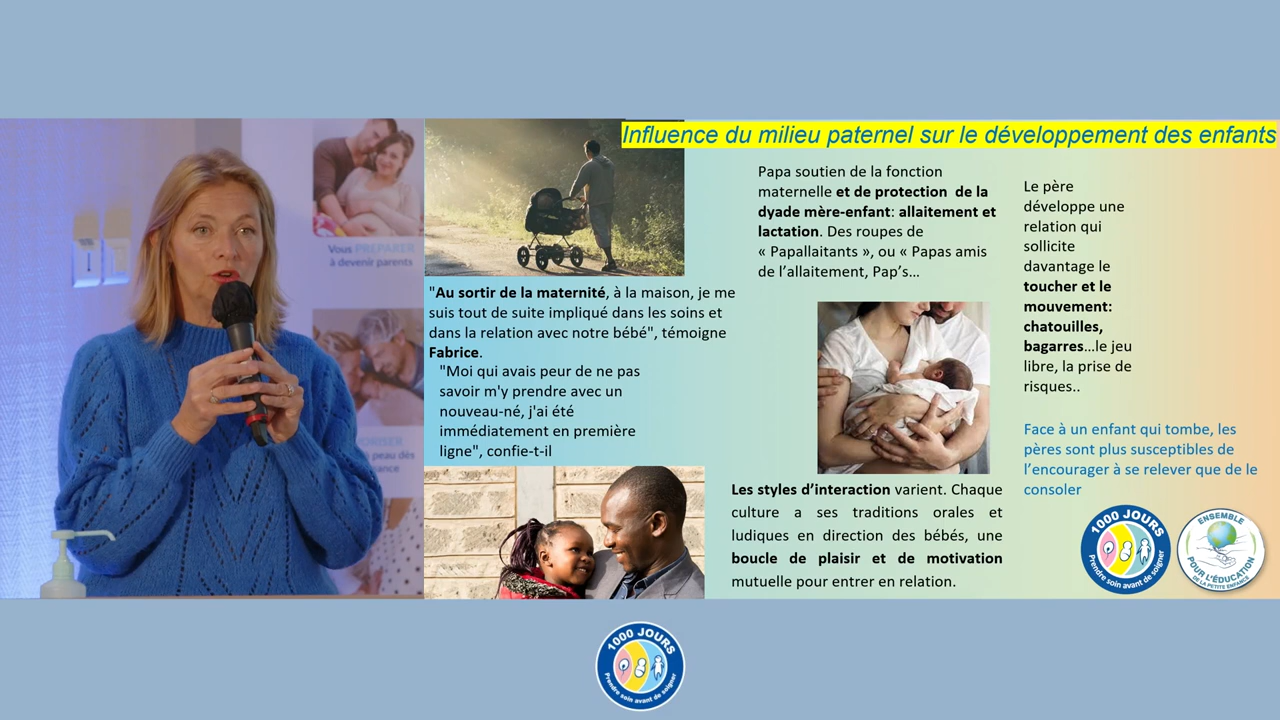 Influence du milieu paternel sur le développement des enfants
Vous PREPARER
à devenir parents
"Au sortir de la maternité, à la maison, je me
suis tout de suite impliqué dans les soins et
dans la relation avec notre bébé", témoigne
Fabrice.
"Moi qui avais peur de ne pas
savoir m'y prendre avec un
nouveau-né, j'ai été
immédiatement en première
ligne", confie-t-il
Papa soutien de la fonction
maternelle et de protection de la
dyade mère-enfant: allaitement et
lactation. Des roupes de
« Papallaitants », ou « Papas amis
de l'allaitement, Pap's…
Les styles d'interaction varient. Chaque
culture a ses traditions orales et
ludiques en direction des bébés, une
boucle de plaisir et de motivation
mutuelle pour entrer en relation.
Le père
développe une
relation qui
sollicite
davantage le
toucher et le
mouvement:
chatouilles,
bagarres…le jeu
libre, la prise de
risques..
Face à un enfant qui tombe, les
pères sont plus susceptibles de
l'encourager à se relever que de le
consoler
1000 JOURS
Prendre soin avant de soigner
ENSEMBLE
POUR L'ÉDUCATION
DE LA PETITE ENFANCE
1000 JOURS
Prendre soin avant de soigner